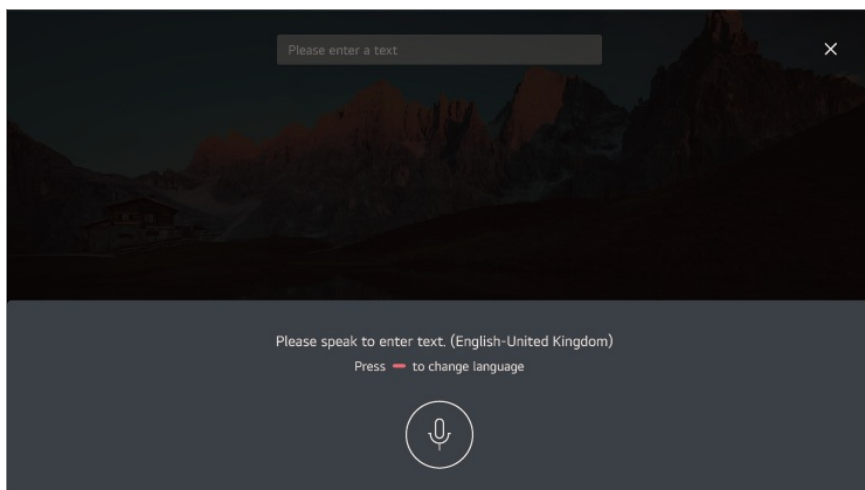 Please enter a text
Please speak to enter text. (English-United Kingdom)
Press to change language